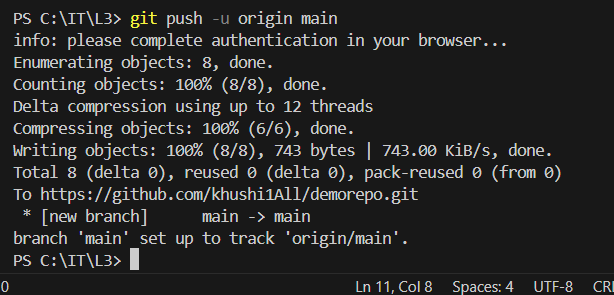 PS C:\IT\L3> git push -u origin main
info: please complete authentication in your browser...
Enumerating objects: 8, done.
Counting objects: 100% (8/8), done.
Delta compression using up to 12 threads
Compressing objects: 100% (6/6), done.
Writing objects: 100% (8/8), 743 bytes | 743.00 KiB/s, done.
Total 8 (delta 0), reused 0 (delta 0), pack-reused 0 (from 0)
To https://github.com/khushi1All/demorepo.git
 * [new branch]      main -> main
branch 'main' set up to track 'origin/main'.
PS C:\IT\L3>
0 Ln 11, Col 8 Spaces: 4 UTF-8 CRI